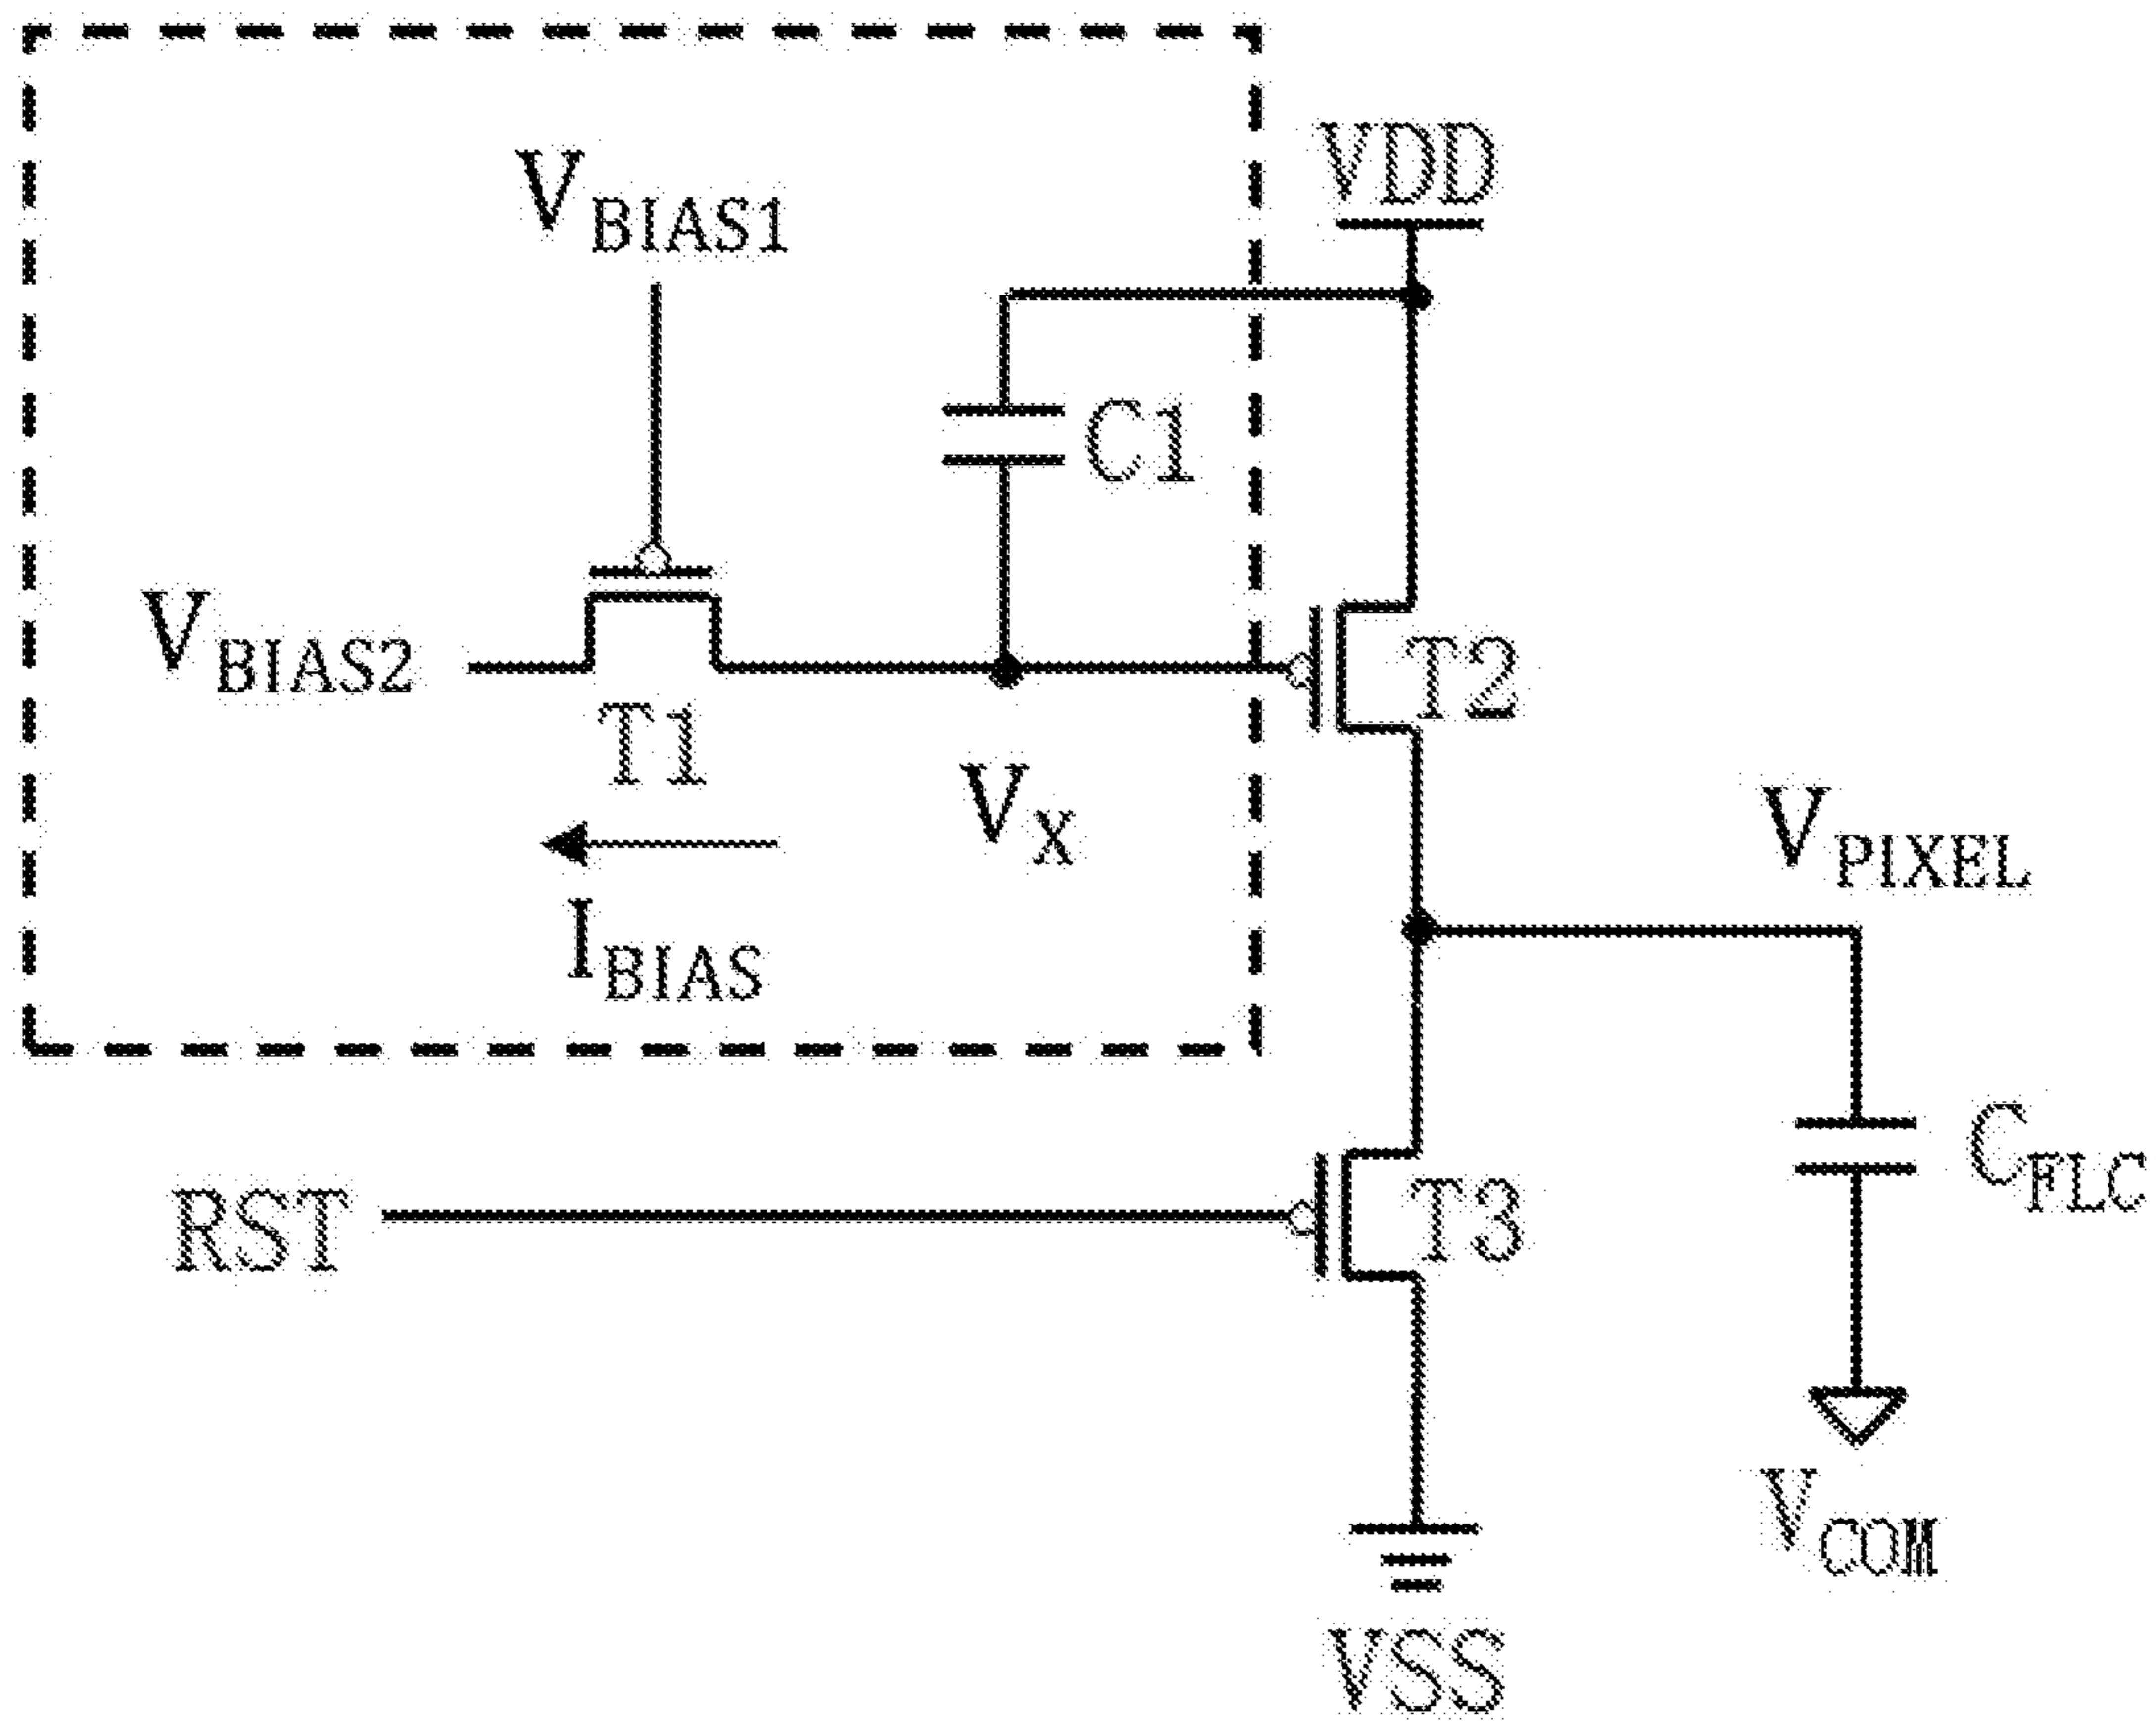 VDD
VBIAS1
C1
VBIAS2
T2
T1
VX
VPIXEL
IBIAS
CFLC
RST
T3
VCOM
VSS